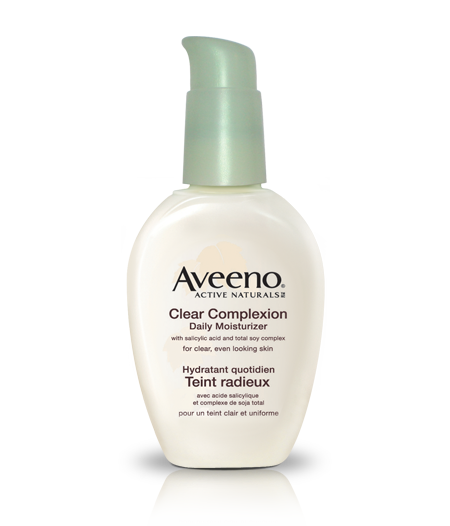 Aveeno®
ACTIVE NATURALS
Clear Complexion
Daily Moisturizer
with salicylic acid and total soy complex
for clear, even looking skin
Hydratant quotidien
Teint radieux
avec acide salicylique
et complexe de soja total
pour un teint clair et uniforme